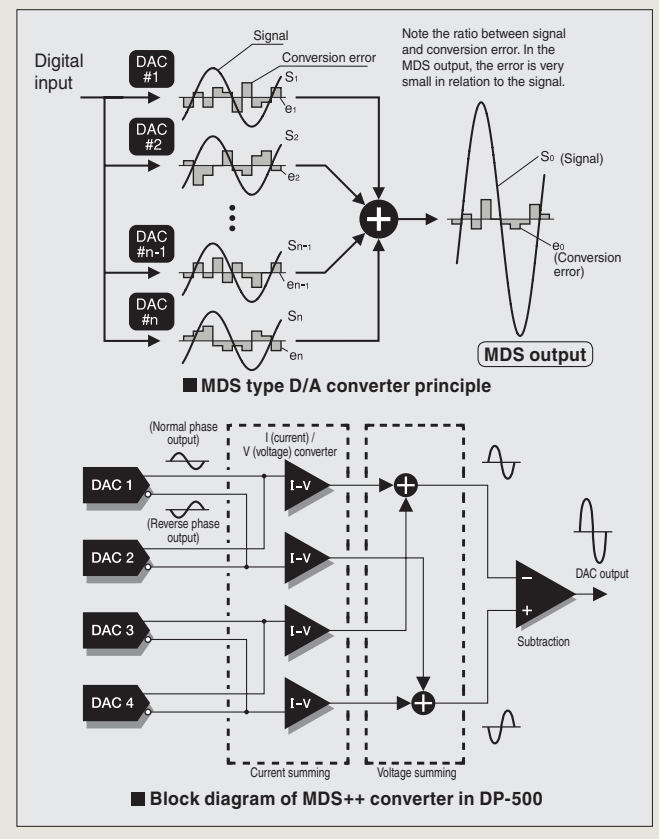 Digital
input
DAC
#1
DAC
#2
DAC
#n-1
DAC
#n
Signal
Conversion error
S1
e1
S2
e2
Sn-1
en-1
Sn
en
Note the ratio between signal
and conversion error. In the
MDS output, the error is very
small in relation to the signal.
S0 (Signal)
e0
(Conversion
error)
MDS output
■ MDS type D/A converter principle
(Normal phase
output)
I (current) /
V (voltage) converter
DAC 1
I-V
(Reverse phase
output)
DAC 2
I-V
DAC 3
I-V
DAC 4
I-V
DAC output
Subtraction
Current summing
Voltage summing
■ Block diagram of MDS++ converter in DP-500